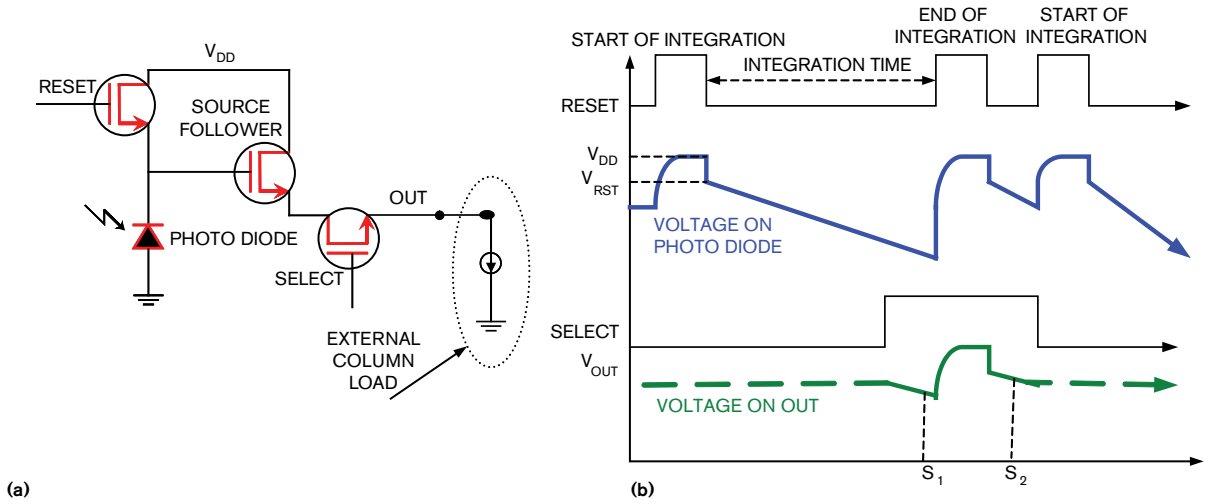 V_DD
RESET
SOURCE
FOLLOWER
OUT
PHOTO DIODE
SELECT
EXTERNAL
COLUMN
LOAD
(a)
START OF INTEGRATION
END OF
INTEGRATION
START OF
INTEGRATION
INTEGRATION TIME
RESET
V_DD
V_RST
VOLTAGE ON
PHOTO DIODE
SELECT
V_OUT
VOLTAGE ON OUT
S_1
S_2
(b)